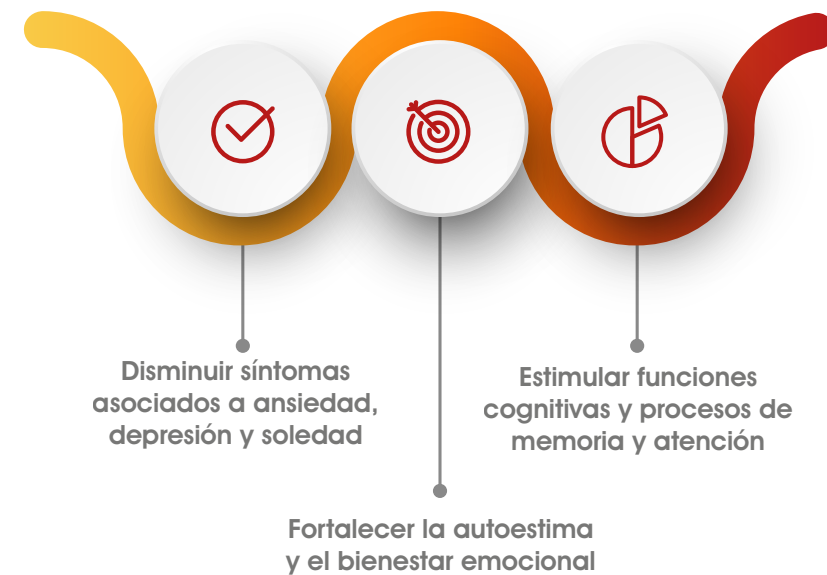 Disminuir síntomas
asociados a ansiedad,
depresión y soledad
Fortalecer la autoestima
y el bienestar emocional
Estimular funciones
cognitivas y procesos de
memoria y atención